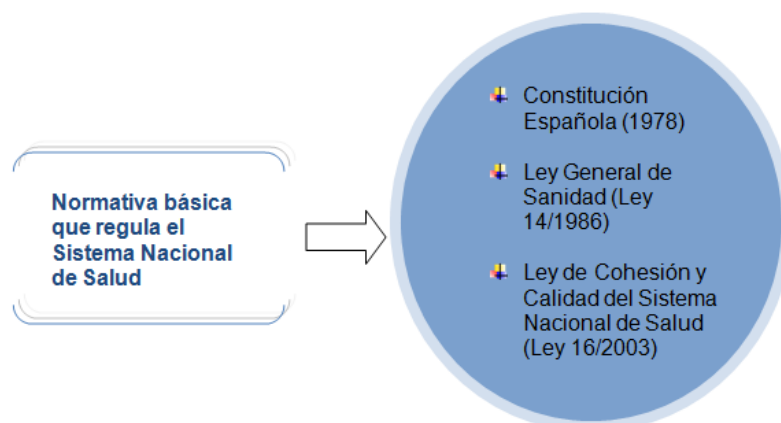 Normativa básica
que regula el
Sistema Nacional
de Salud
Constitución
Española (1978)
Ley General de
Sanidad (Ley
14/1986)
Ley de Cohesión y
Calidad del Sistema
Nacional de Salud
(Ley 16/2003)